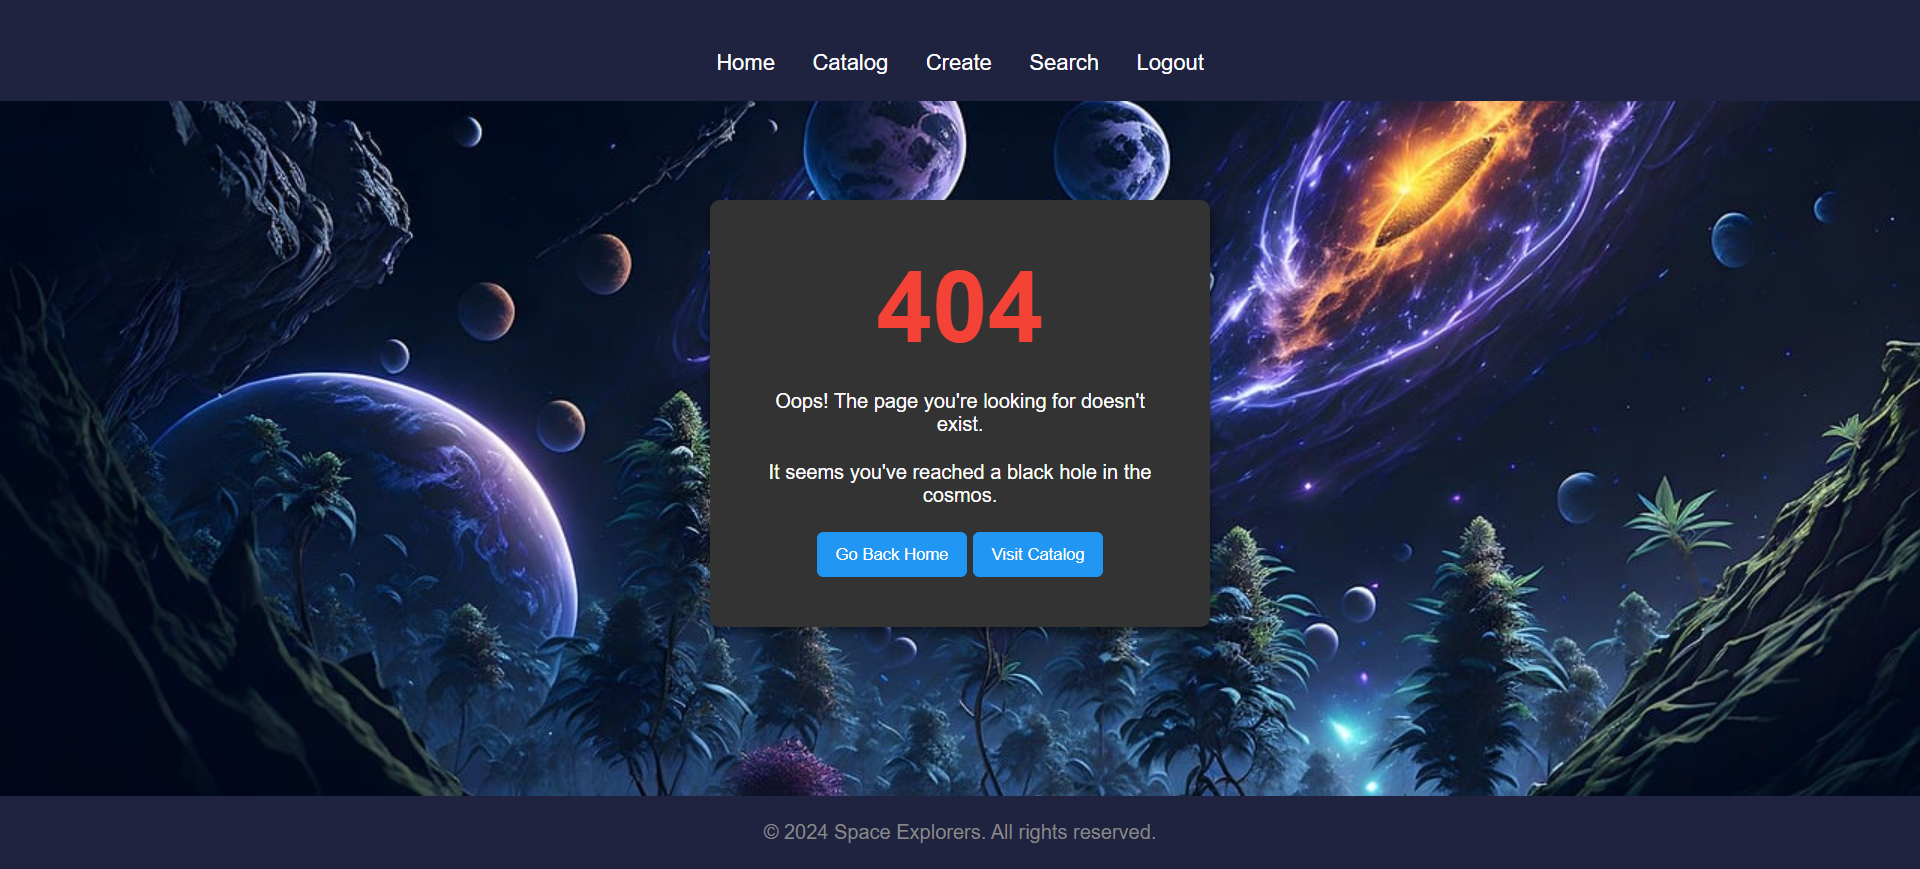 Home Catalog Create Search Logout
404
Oops! The page you're looking for doesn't
exist.
It seems you've reached a black hole in the
cosmos.
Go Back Home Visit Catalog
© 2024 Space Explorers. All rights reserved.